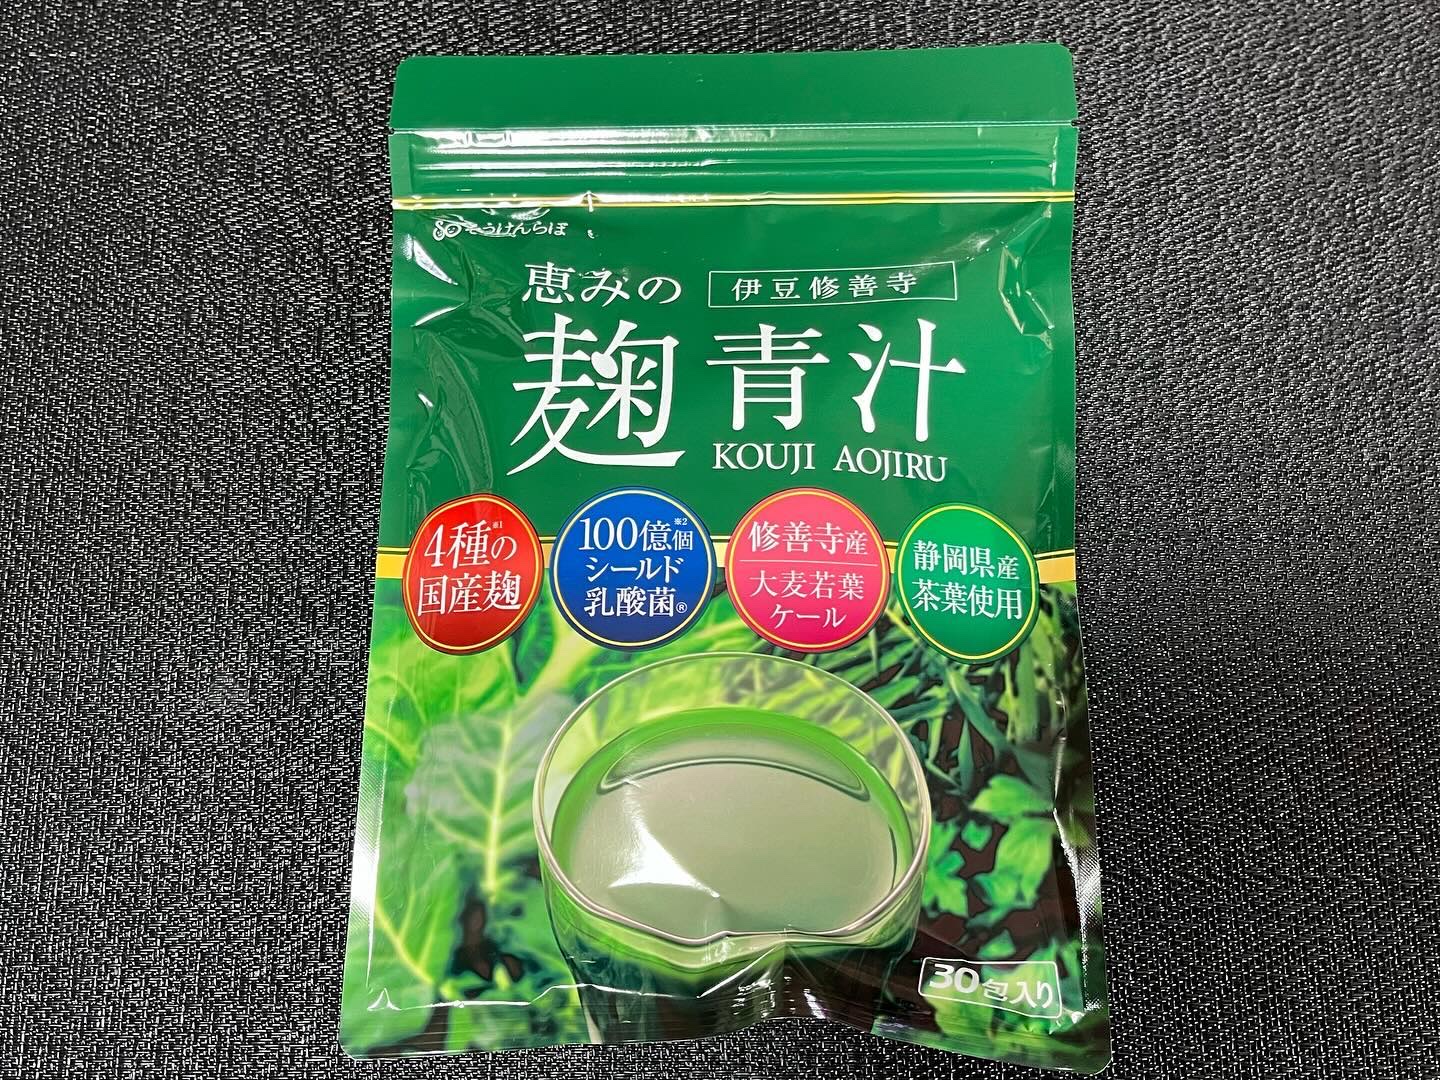 そうけんらぼ
恵みの
伊豆修善寺
麹 青汁
KOUJI AOJIRU
4種の※1
国産麹
100億個※2
シールド
乳酸菌®
修善寺産
大麦若葉
ケール
静岡県産
茶葉使用
30包入り